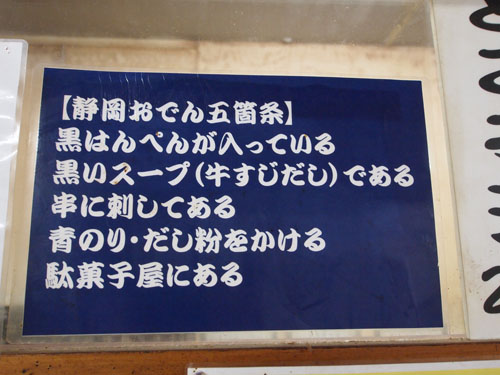 【静岡おでん五箇条】
黒はんぺんが入っている
黒いスープ(牛すじだし)である
串に刺してある
青のり・だし粉をかける
駄菓子屋にある